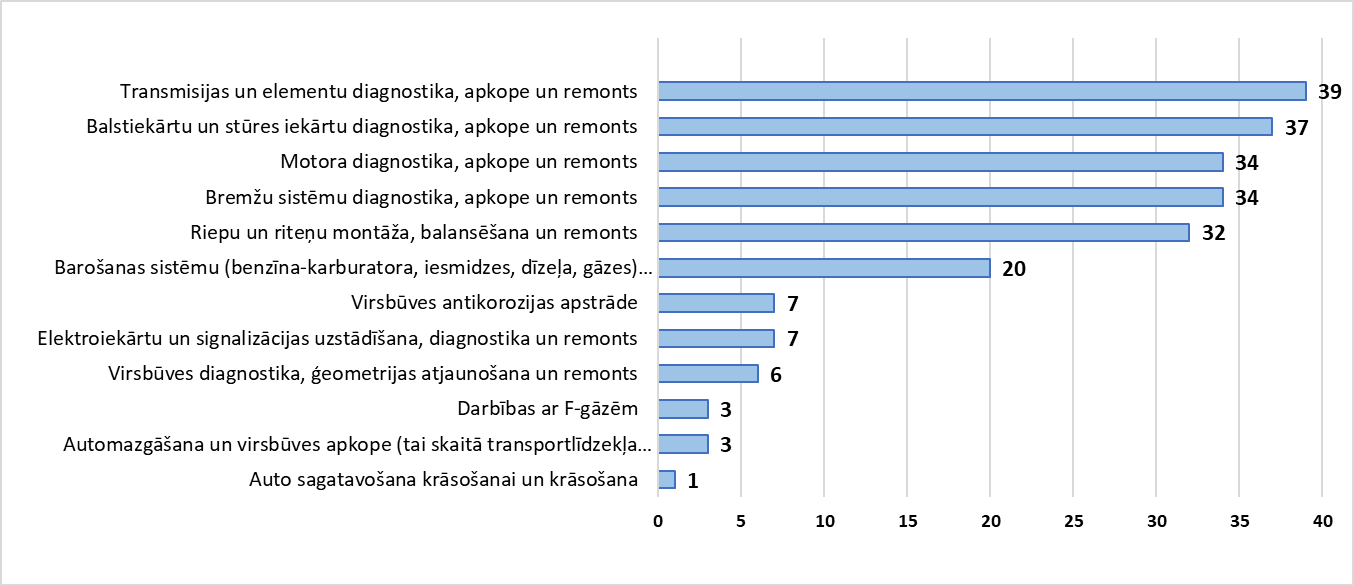 Transmisijas un elementu diagnostika, apkope un remonts 39
Balstiekārtu un stūres iekārtu diagnostika, apkope un remonts 37
Motora diagnostika, apkope un remonts 34
Bremžu sistēmu diagnostika, apkope un remonts 34
Riepu un riteņu montāža, balansēšana un remonts 32
Barošanas sistēmu (benzīna-karburatora, iesmidzes, dīzeļa, gāzes)... 20
Virsbūves antikorozijas apstrāde 7
Elektroiekārtu un signalizācijas uzstādīšana, diagnostika un remonts 7
Virsbūves diagnostika, ģeometrijas atjaunošana un remonts 6
Darbības ar F-gāzēm 3
Automazgāšana un virsbūves apkope (tai skaitā transportlīdzekļa... 3
Auto sagatavošana krāsošanai un krāsošana 1
0 5 10 15 20 25 30 35 40